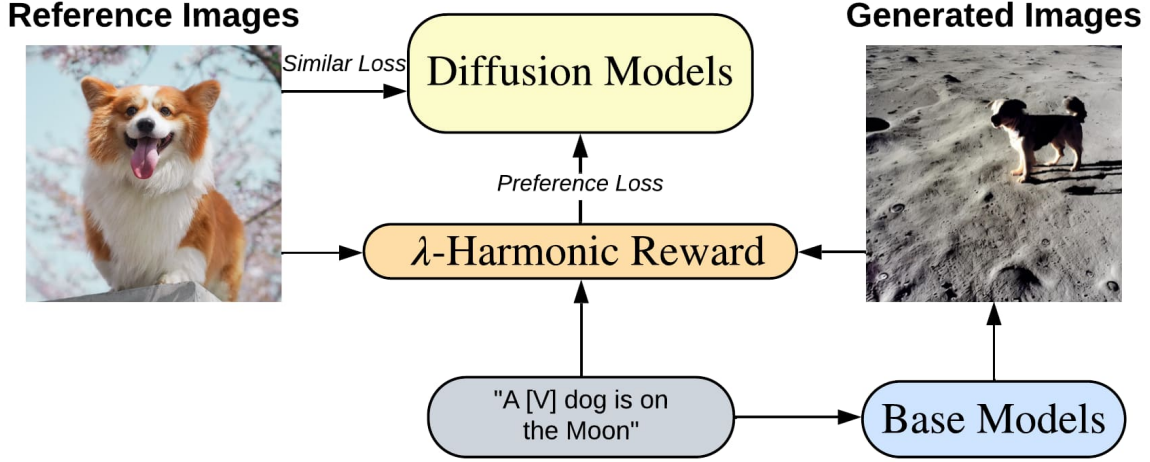 Reference Images
Generated Images
Similar Loss
Diffusion Models
Preference Loss
λ-Harmonic Reward
"A [V] dog is on
the Moon"
Base Models